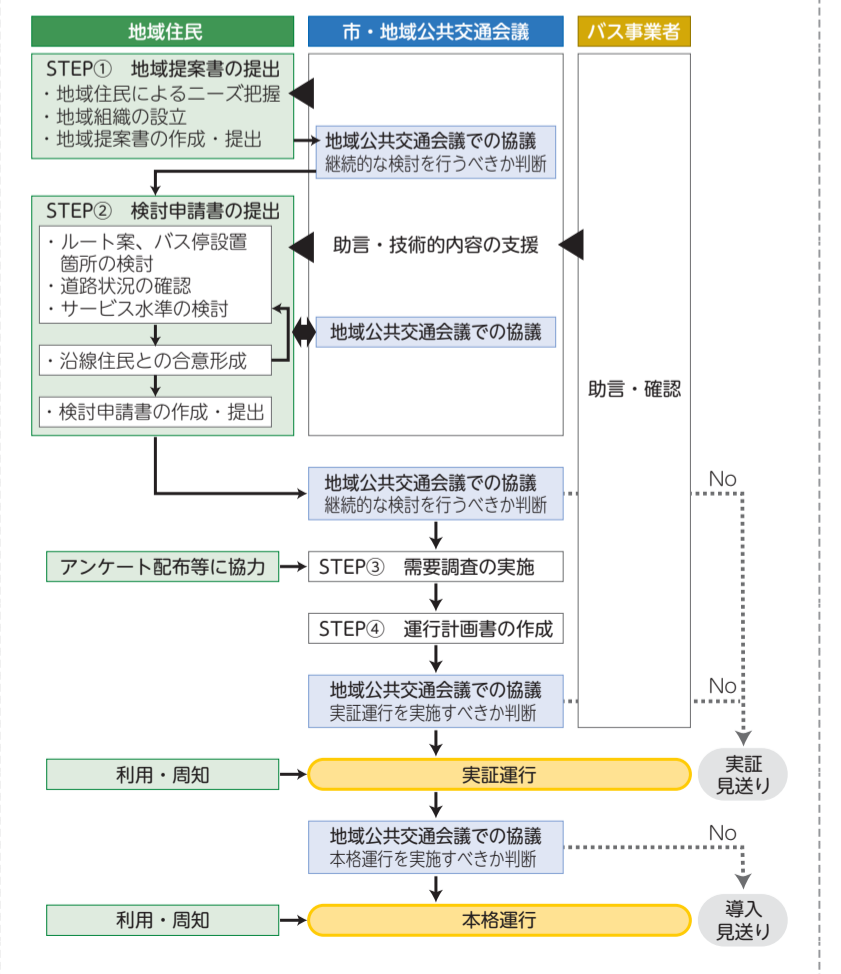 地域住民
市・地域公共交通会議
バス事業者
STEP① 地域提案書の提出
・地域住民によるニーズ把握
・地域組織の設立
・地域提案書の作成・提出
地域公共交通会議での協議
継続的な検討を行うべきか判断
STEP② 検討申請書の提出
・ルート案、バス停設置
箇所の検討
・道路状況の確認
・サービス水準の検討
助言・技術的内容の支援
地域公共交通会議での協議
・沿線住民との合意形成
・検討申請書の作成・提出
助言・確認
地域公共交通会議での協議
継続的な検討を行うべきか判断
No
アンケート配布等に協力
STEP③ 需要調査の実施
STEP④ 運行計画書の作成
地域公共交通会議での協議
実証運行を実施すべきか判断
No
利用・周知
実証運行
実証
見送り
地域公共交通会議での協議
本格運行を実施すべきか判断
No
利用・周知
本格運行
導入
見送り